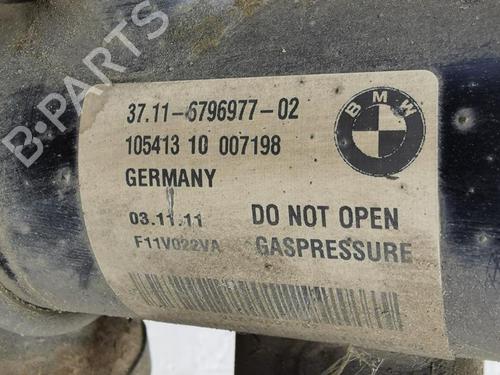 B-PARTS
37.11-6796977-02
BMW
105413 10 007198
GERMANY
03.11.11 DO NOT OPEN
F11V022VA GASPRESSURE